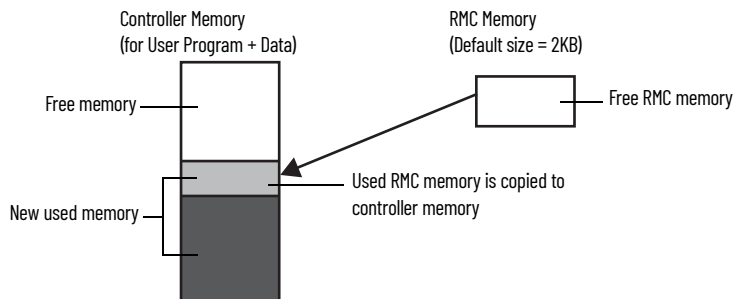 Controller Memory
(for User Program + Data)
RMC Memory
(Default size = 2KB)
Free memory
Free RMC memory
Used RMC memory is copied to
controller memory
New used memory